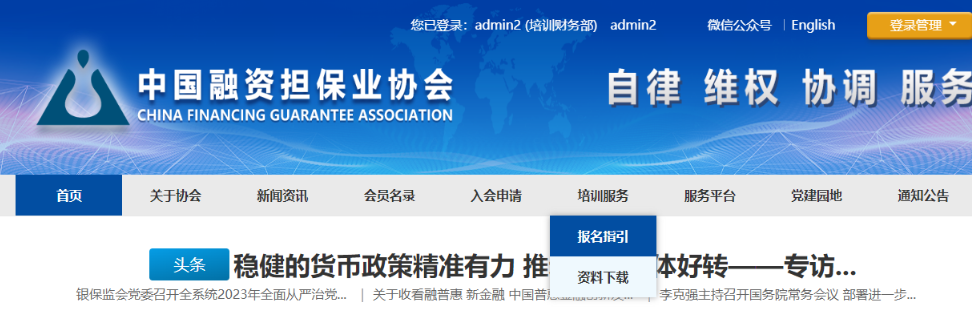 您已登录：admin2 (培训财务部) admin2 微信公众号 | English 登录管理
中国融资担保业协会
CHINA FINANCING GUARANTEE ASSOCIATION
自律 维权 协调 服务
首页 关于协会 新闻资讯 会员名录 入会申请 培训服务 服务平台 党建园地 通知公告
报名指引
头条 稳健的货币政策精准有力 推 体好转——专访...
资料下载
银保监会党委召开全系统2023年全面从严治党... | 关于收看融普惠 新金融 中国普惠金融创新发... | 李克强主持召开国务院常务会议 部署进一步...